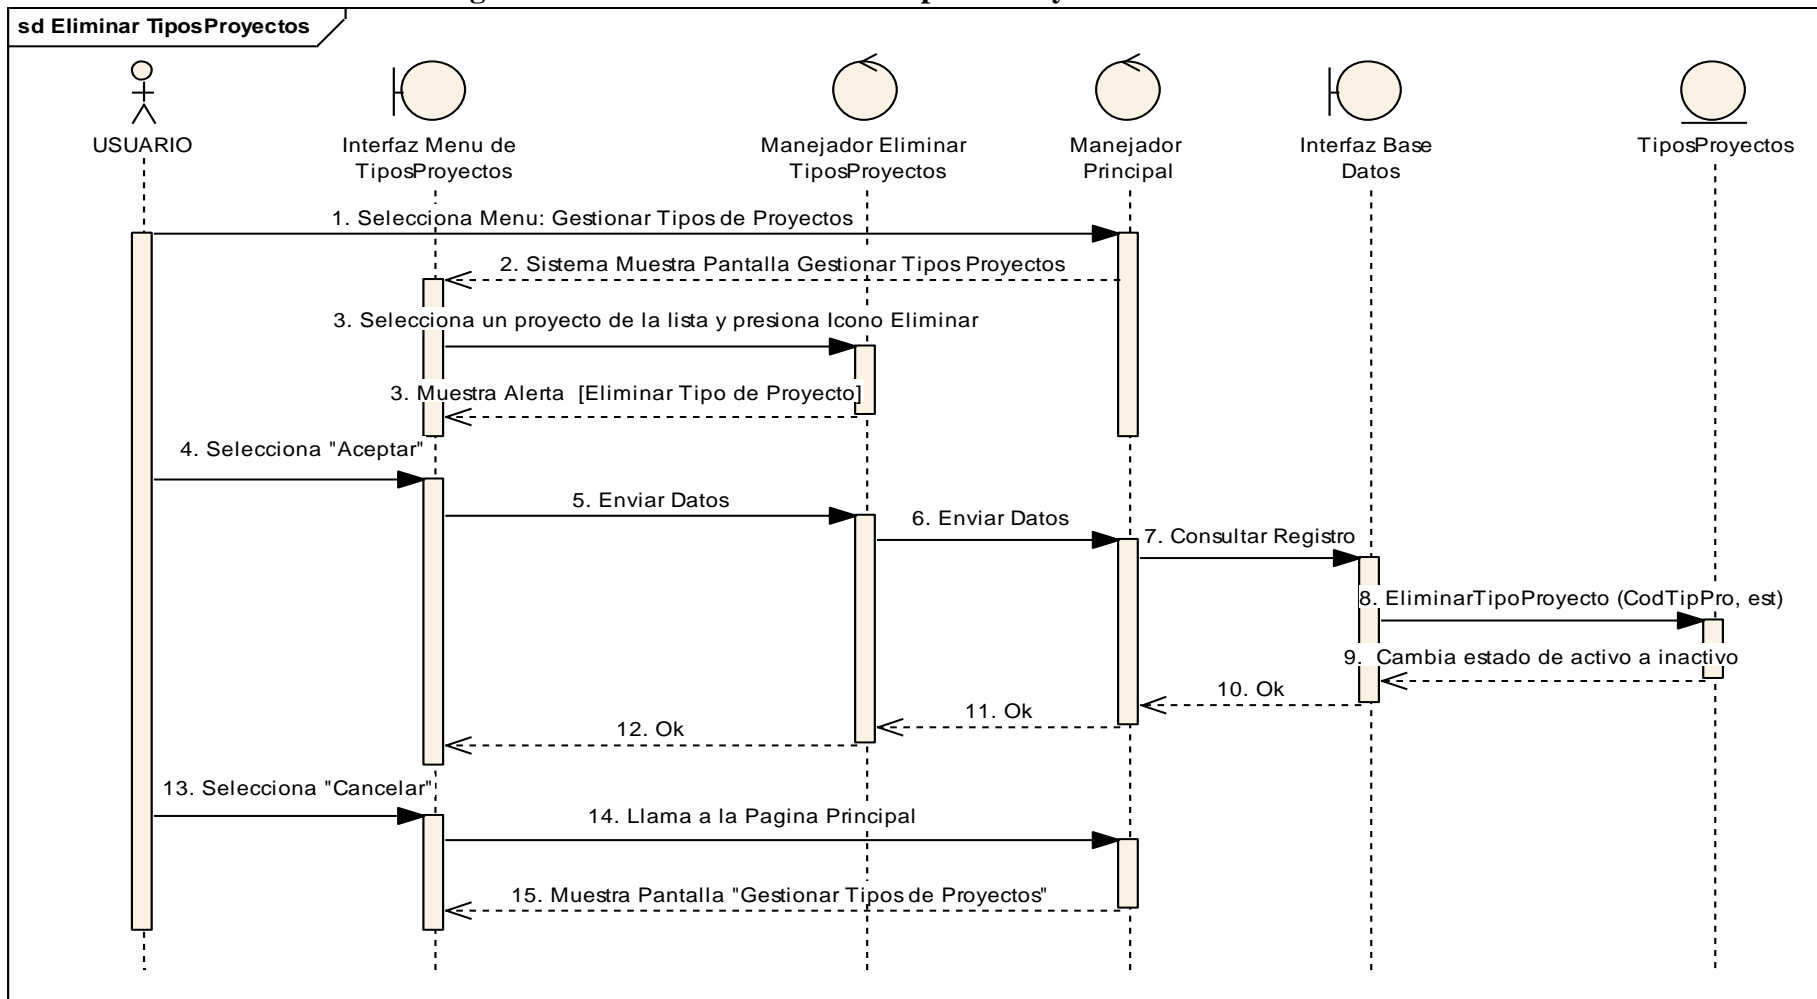 sd Eliminar TiposProyectos
USUARIO
Interfaz Menu de
TiposProyectos
Manejador Eliminar
TiposProyectos
Manejador
Principal
Interfaz Base
Datos
TiposProyectos
1. Selecciona Menu: Gestionar Tipos de Proyectos
2. Sistema Muestra Pantalla Gestionar Tipos Proyectos
3. Selecciona un proyecto de la lista y presiona Icono Eliminar
3. Muestra Alerta [Eliminar Tipo de Proyecto]
4. Selecciona "Aceptar"
5. Enviar Datos
6. Enviar Datos
7. Consultar Registro
8. EliminarTipoProyecto (CodTipPro, est)
9. Cambia estado de activo a inactivo
10. Ok
11. Ok
12. Ok
13. Selecciona "Cancelar"
14. Llama a la Pagina Principal
15. Muestra Pantalla "Gestionar Tipos de Proyectos"